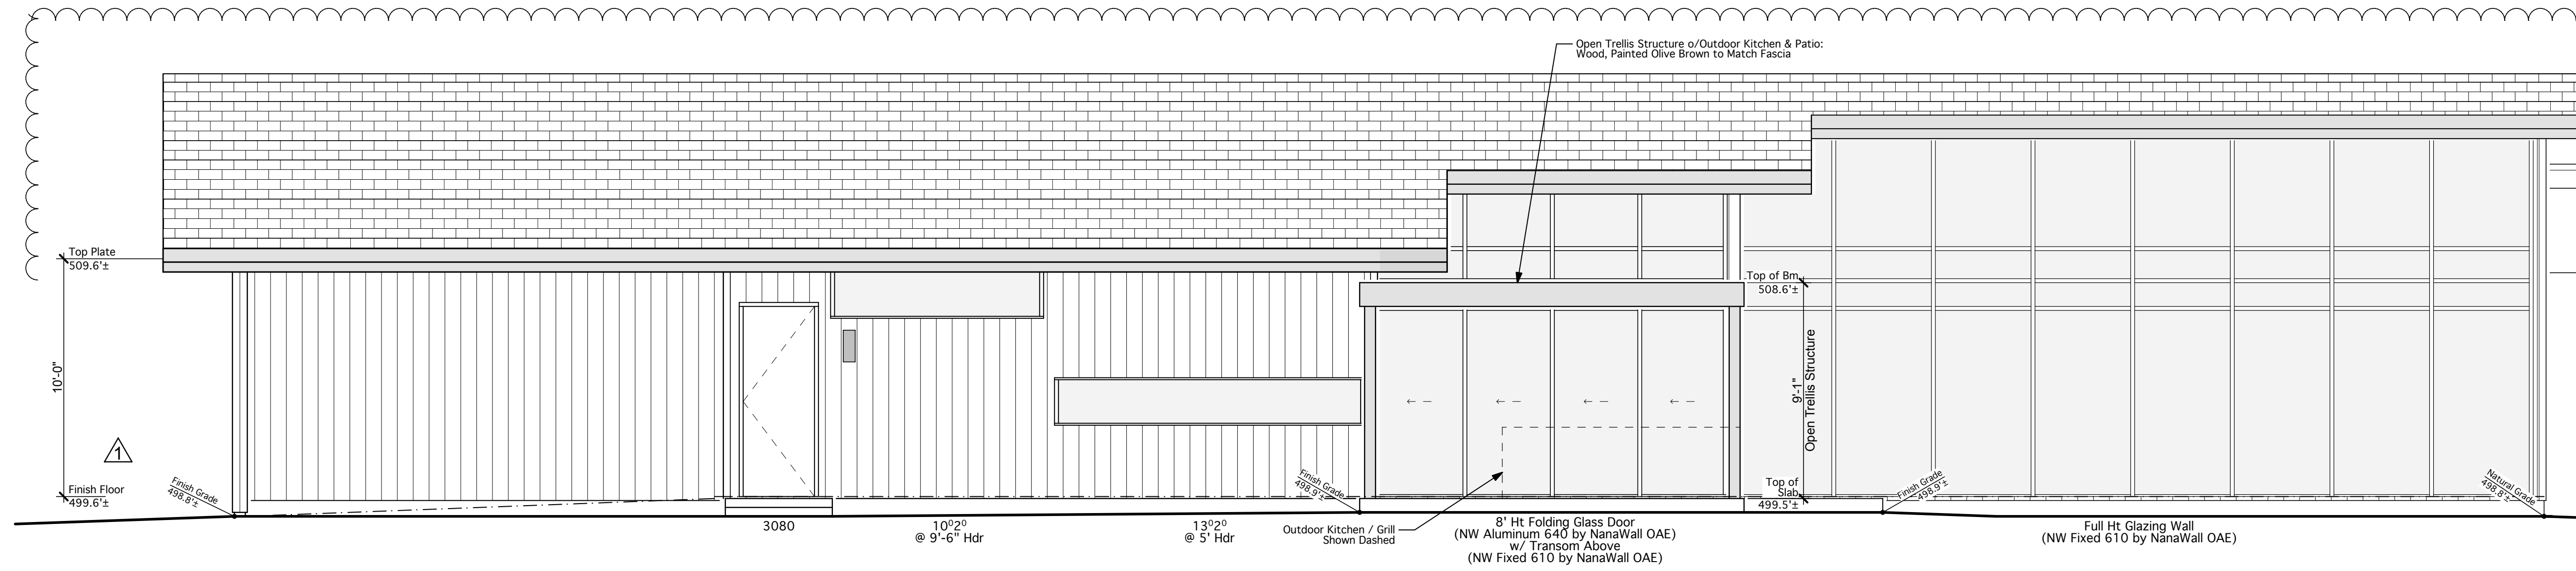 Open Trellis Structure o/Outdoor Kitchen & Patio:
Wood, Painted Olive Brown to Match Fascia
Top Plate
509.6'±
10'-0"
1
Finish Floor
499.6'±
Finish Grade
498.8'±
3080
10⁰2⁰
@ 9'-6" Hdr
13⁰2⁰
@ 5' Hdr
Finish Grade
498.9'±
Outdoor Kitchen / Grill
Shown Dashed
8' Ht Folding Glass Door
(NW Aluminum 640 by NanaWall OAE)
w/ Transom Above
(NW Fixed 610 by NanaWall OAE)
Top of Bm
508.6'±
9'-1"
Open Trellis Structure
Top of
Slab
499.5'±
Finish Grade
498.9'±
Full Ht Glazing Wall
(NW Fixed 610 by NanaWall OAE)
Natural Grade
498.8'±